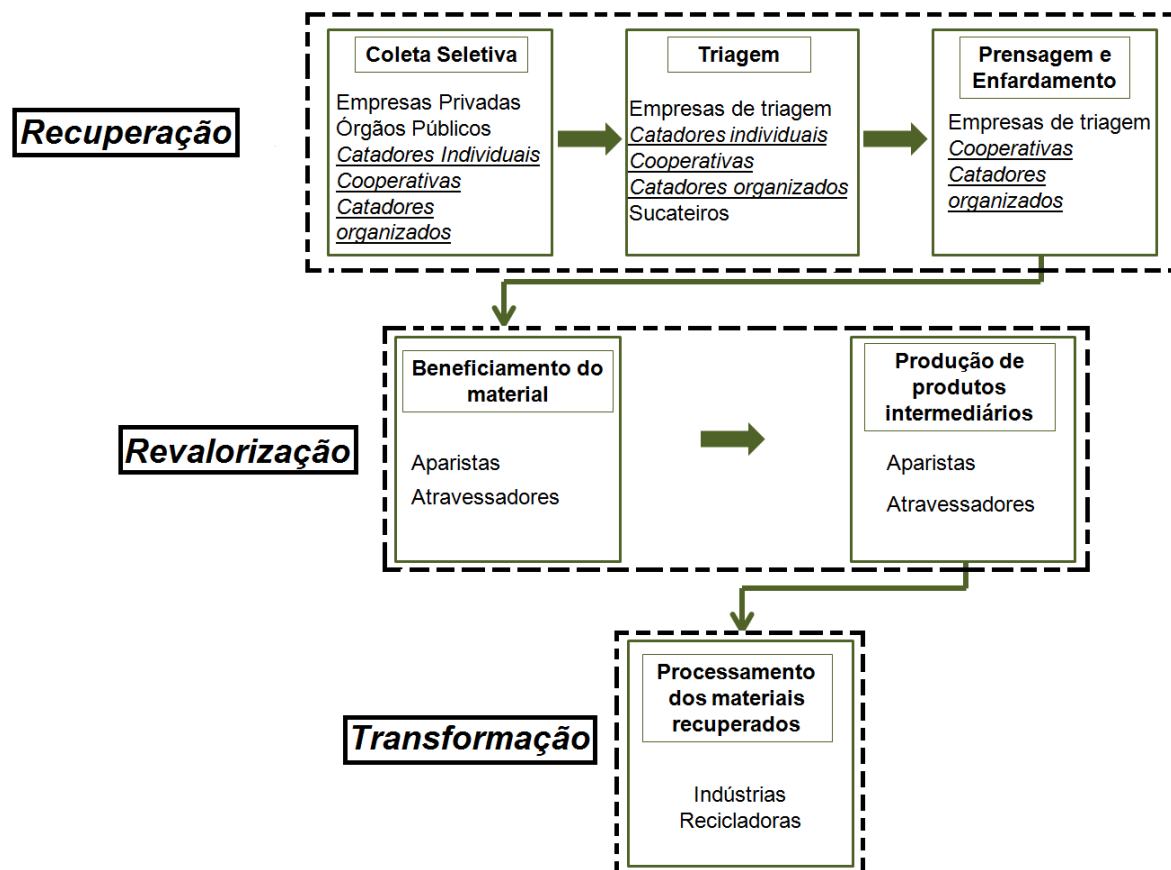 Recuperação
Coleta Seletiva
Empresas Privadas
Órgãos Públicos
Catadores Individuais
Cooperativas
Catadores
organizados
Triagem
Empresas de triagem
Catadores individuais
Cooperativas
Catadores organizados
Sucateiros
Prensagem e
Enfardamento
Empresas de triagem
Cooperativas
Catadores
organizados
Revalorização
Beneficiamento do
material
Aparistas
Atravessadores
Produção de
produtos
intermediários
Aparistas
Atravessadores
Transformação
Processamento
dos materiais
recuperados
Indústrias
Recicladoras